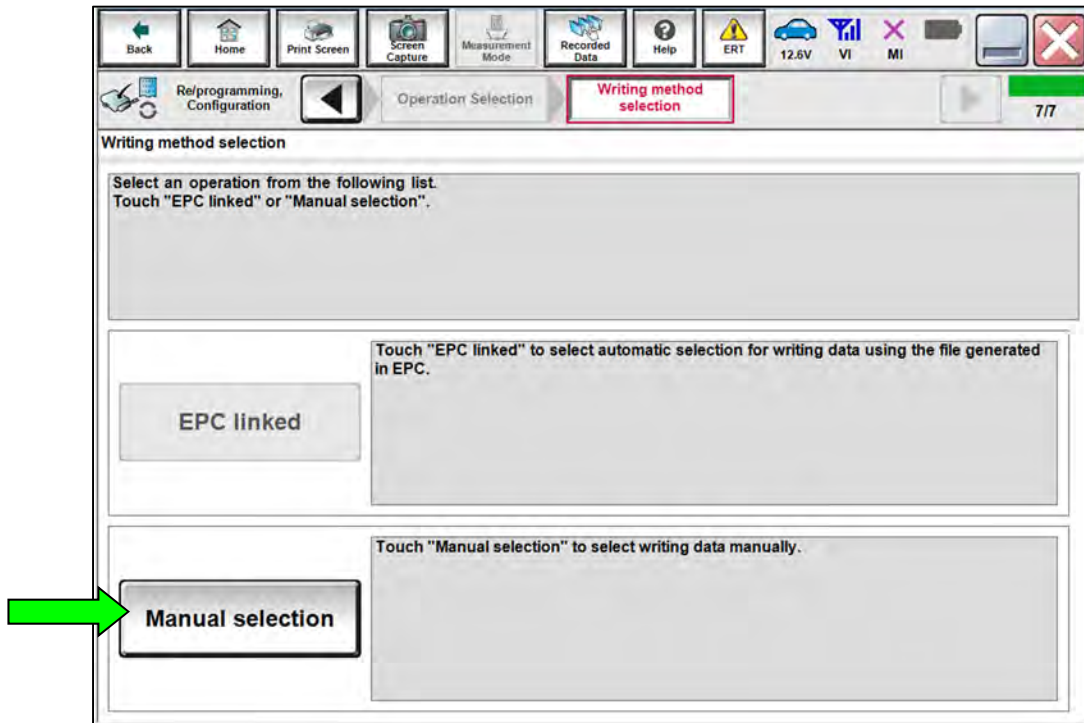 Back
Home
Print Screen
Screen
Capture
Measurement
Mode
Recorded
Data
Help
ERT
12.6V
VI
MI
Re/programming,
Configuration
Operation Selection
Writing method
selection
7/7
Writing method selection
Select an operation from the following list.
Touch "EPC linked" or "Manual selection".
EPC linked
Touch "EPC linked" to select automatic selection for writing data using the file generated
in EPC.
Manual selection
Touch "Manual selection" to select writing data manually.